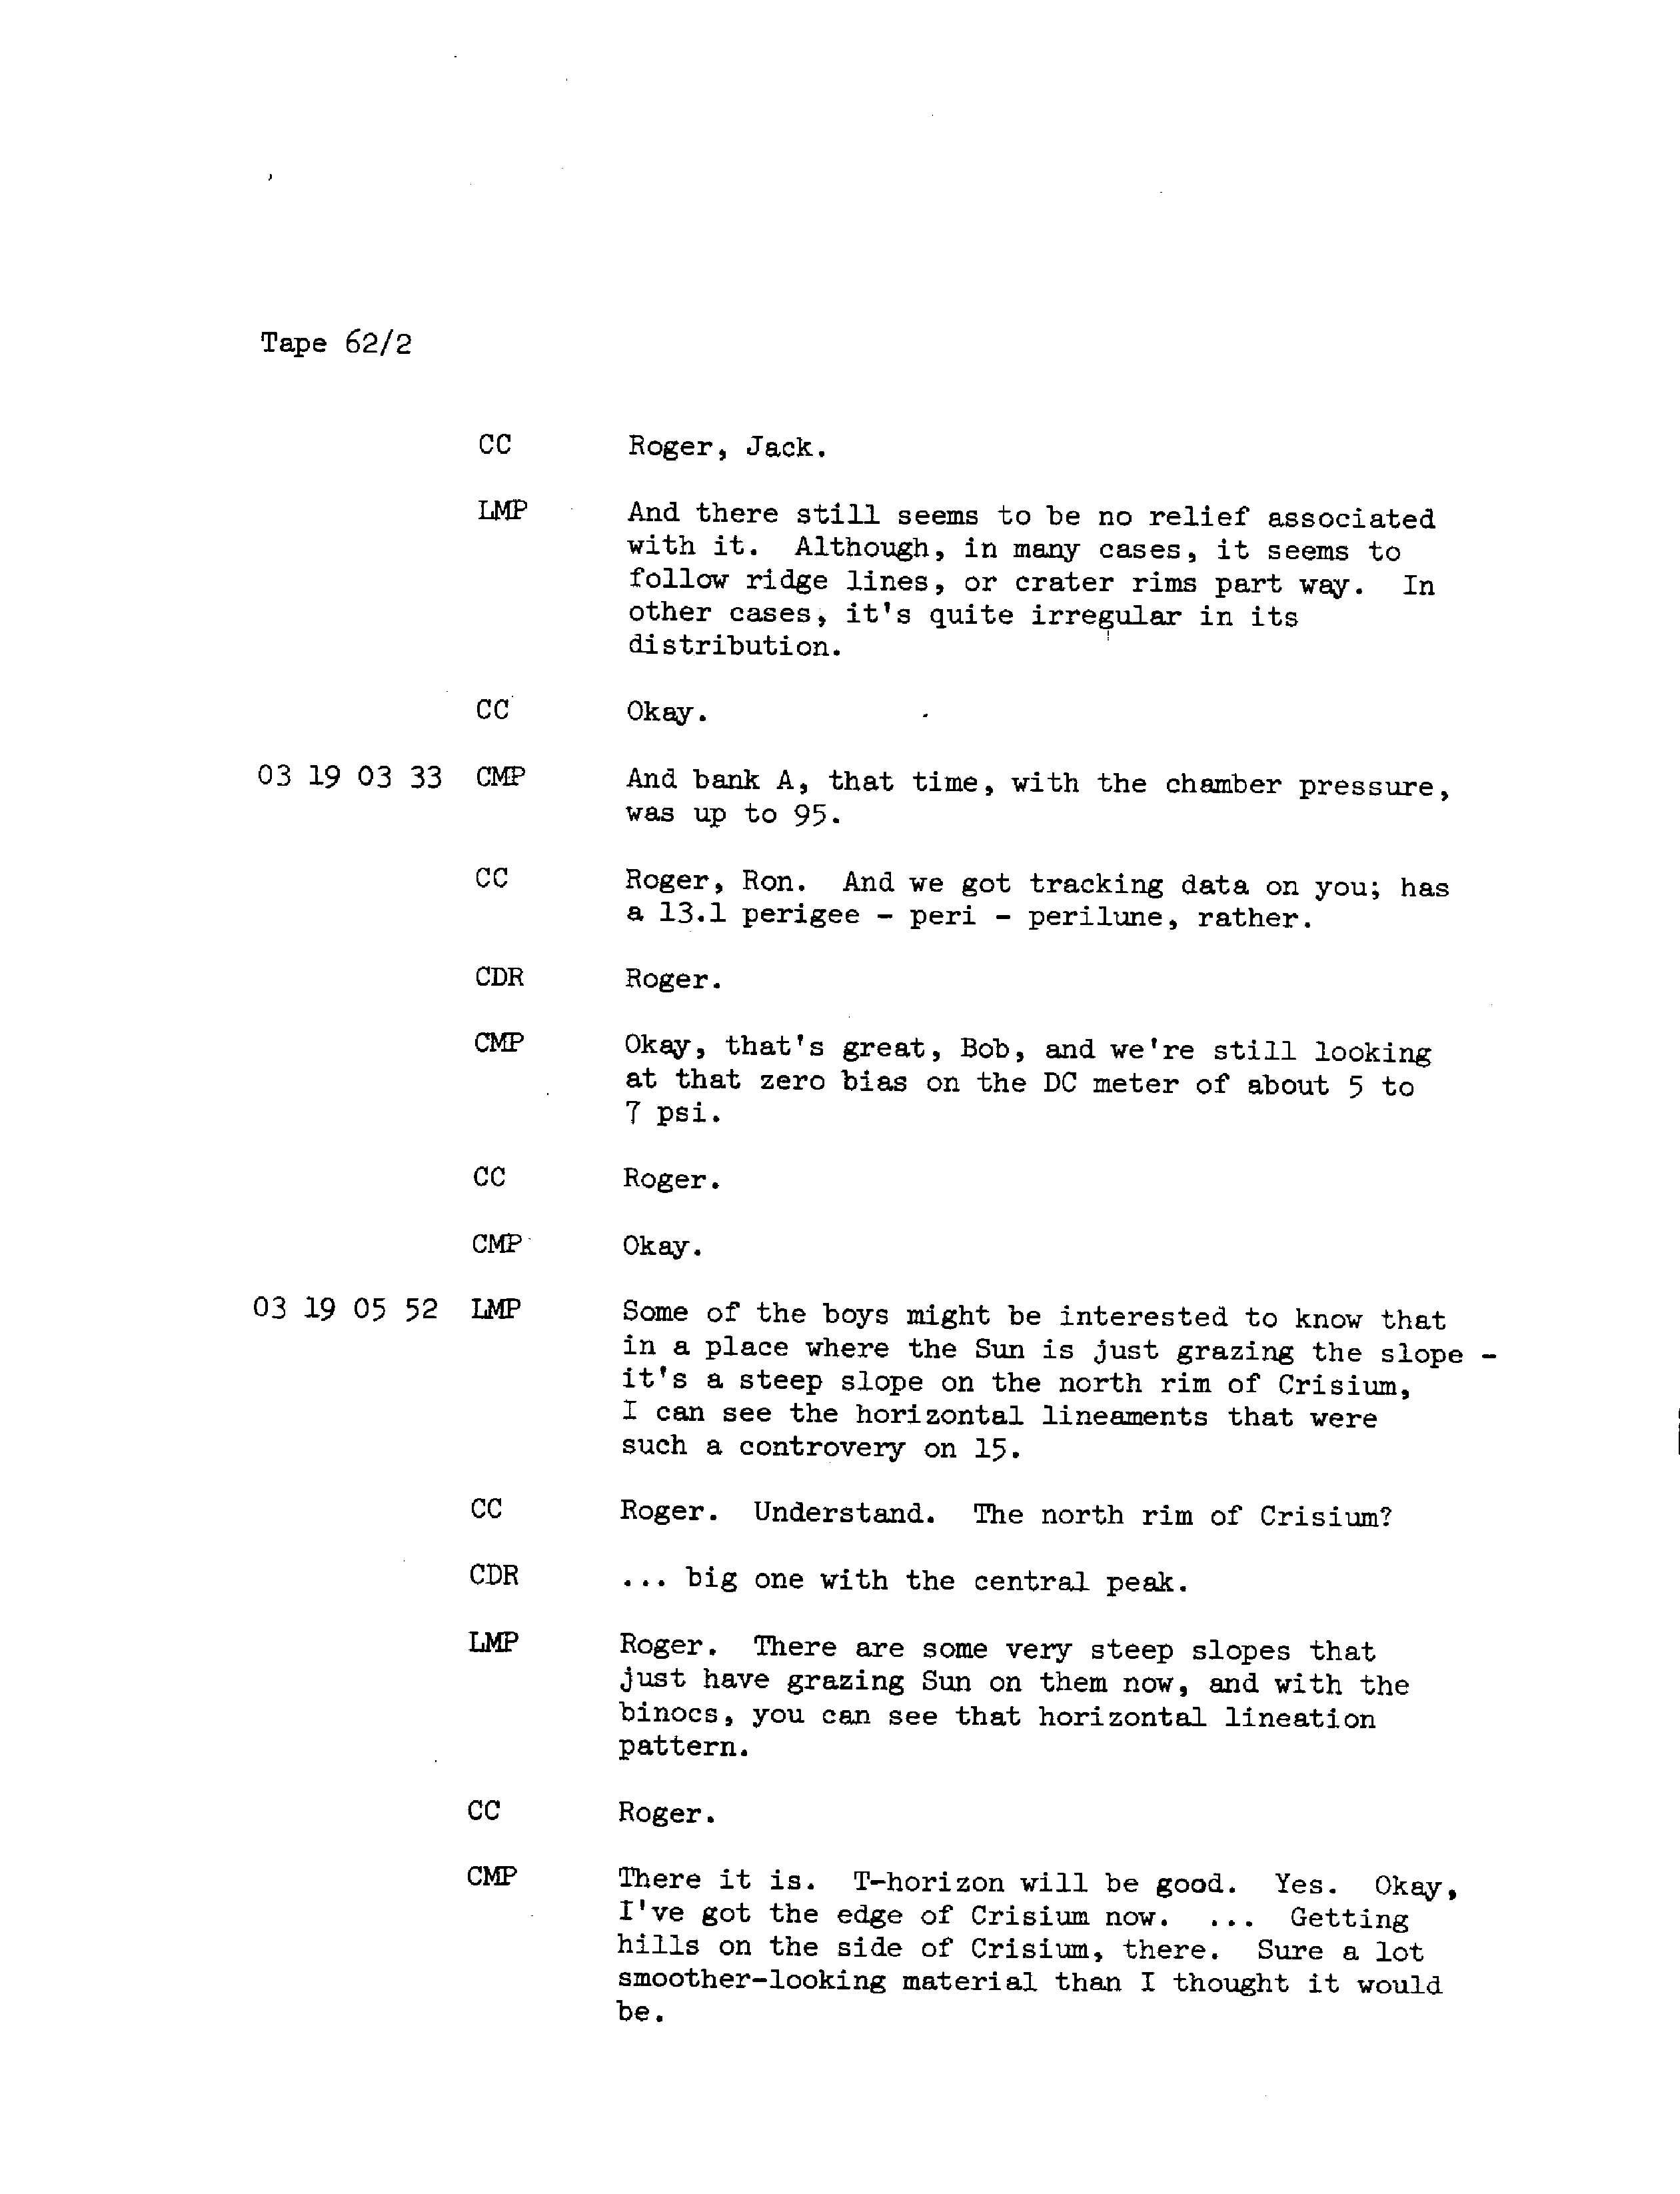 Tape 62/2
CC Roger, Jack.
LMP And there still seems to be no relief associated
with it. Although, in many cases, it seems to
follow ridge lines, or crater rims part way. In
other cases, it's quite irregular in its
distribution.
CC Okay.
03 19 03 33 CMP And bank A, that time, with the chamber pressure,
was up to 95.
CC Roger, Ron. And we got tracking data on you; has
a 13.1 perigee - peri - perilune, rather.
CDR Roger.
CMP Okay, that's great, Bob, and we're still looking
at that zero bias on the DC meter of about 5 to
7 psi.
CC Roger.
CMP Okay.
03 19 05 52 LMP Some of the boys might be interested to know that
in a place where the Sun is just grazing the slope -
it's a steep slope on the north rim of Crisium,
I can see the horizontal lineaments that were
such a controvery on 15.
CC Roger. Understand. The north rim of Crisium?
CDR ... big one with the central peak.
LMP Roger. There are some very steep slopes that
just have grazing Sun on them now, and with the
binocs, you can see that horizontal lineation
pattern.
CC Roger.
CMP There it is. T-horizon will be good. Yes. Okay,
I've got the edge of Crisium now. ... Getting
hills on the side of Crisium, there. Sure a lot
smoother-looking material than I thought it would
be.